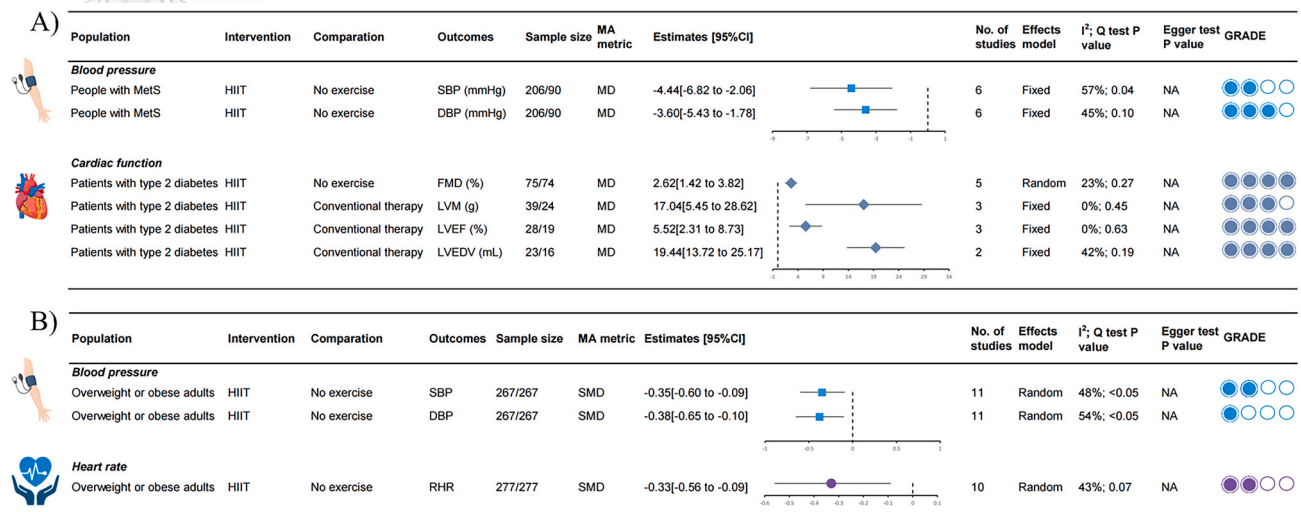 A)
Population Intervention Comparation Outcomes Sample size MA metric Estimates [95%CI] No. of studies Effects model I²; Q test P value Egger test P value GRADE
Blood pressure
People with MetS HIIT No exercise SBP (mmHg) 206/90 MD -4.44[-6.82 to -2.06] 6 Fixed 57%; 0.04 NA
People with MetS HIIT No exercise DBP (mmHg) 206/90 MD -3.60[-5.43 to -1.78] 6 Fixed 45%; 0.10 NA
-9 -7 -5 -3 -1 1
Cardiac function
Patients with type 2 diabetes HIIT No exercise FMD (%) 75/74 MD 2.62[1.42 to 3.82] 5 Random 23%; 0.27 NA
Patients with type 2 diabetes HIIT Conventional therapy LVM (g) 39/24 MD 17.04[5.45 to 28.62] 3 Fixed 0%; 0.45 NA
Patients with type 2 diabetes HIIT Conventional therapy LVEF (%) 28/19 MD 5.52[2.31 to 8.73] 3 Fixed 0%; 0.63 NA
Patients with type 2 diabetes HIIT Conventional therapy LVEDV (mL) 23/16 MD 19.44[13.72 to 25.17] 2 Fixed 42%; 0.19 NA
-1 4 9 14 19 24 29 34
B)
Population Intervention Comparation Outcomes Sample size MA metric Estimates [95%CI] No. of studies Effects model I²; Q test P value Egger test P value GRADE
Blood pressure
Overweight or obese adults HIIT No exercise SBP 267/267 SMD -0.35[-0.60 to -0.09] 11 Random 48%; <0.05 NA
Overweight or obese adults HIIT No exercise DBP 267/267 SMD -0.38[-0.65 to -0.10] 11 Random 54%; <0.05 NA
-1 -0.5 0 0.5 1
Heart rate
Overweight or obese adults HIIT No exercise RHR 277/277 SMD -0.33[-0.56 to -0.09] 10 Random 43%; 0.07 NA
-0.6 -0.5 -0.4 -0.3 -0.2 -0.1 0 0.1